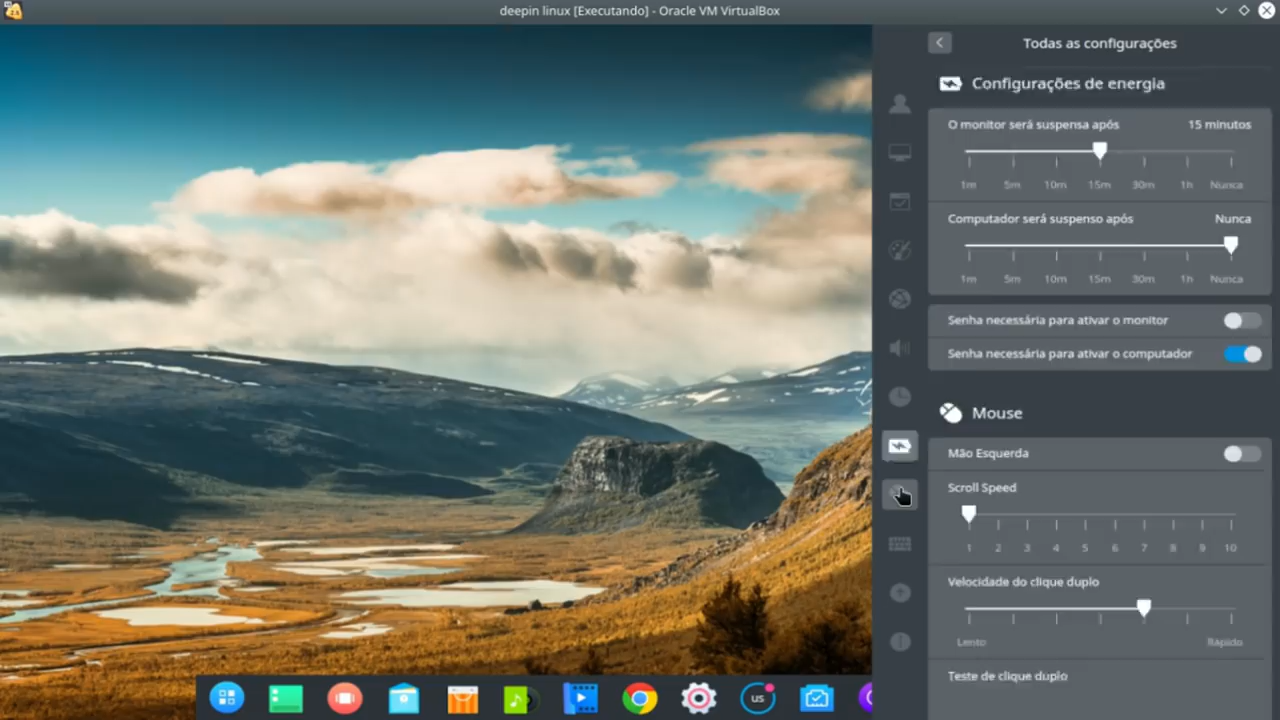 deepin linux [Executando] - Oracle VM VirtualBox
Todas as configurações
Configurações de energia
O monitor será suspensa após 15 minutos
1m 5m 10m 15m 30m 1h Nunca
Computador será suspenso após Nunca
1m 5m 10m 15m 30m 1h Nunca
Senha necessária para ativar o monitor
Senha necessária para ativar o computador
Mouse
Mão Esquerda
Scroll Speed
1 2 3 4 5 6 7 8 9 10
Velocidade do clique duplo
Lento Rápido
Teste de clique duplo
us